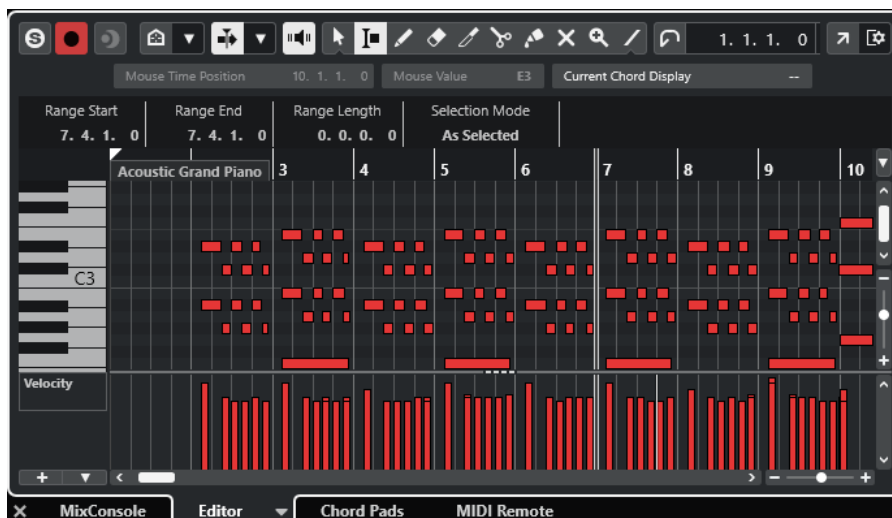 S 1. 1. 1. 0
Mouse Time Position 10. 1. 1. 0 Mouse Value E3 Current Chord Display --
Range Start Range End Range Length Selection Mode
7. 4. 1. 0 7. 4. 1. 0 0. 0. 0. 0 As Selected
Acoustic Grand Piano 3 4 5 6 7 8 9 10
C3
Velocity
MixConsole Editor Chord Pads MIDI Remote